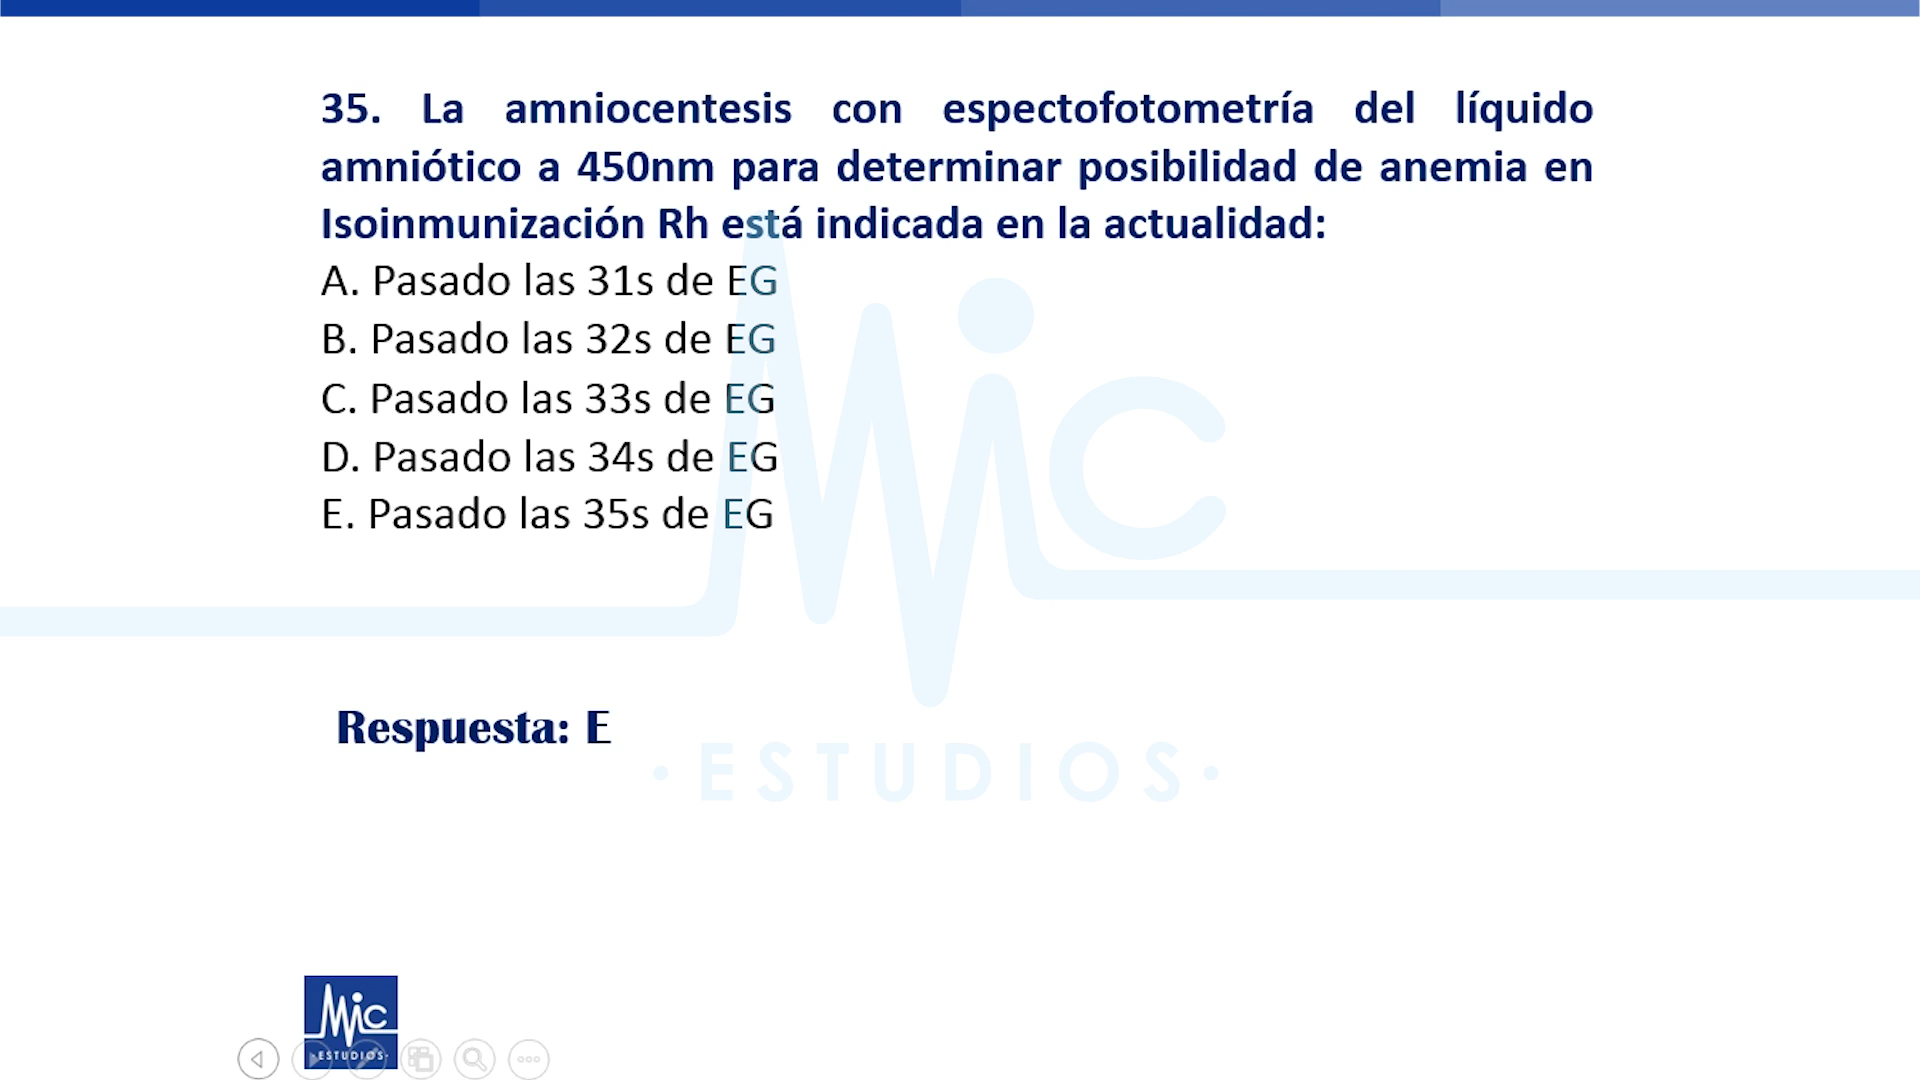 35. La amniocentesis con espectofotometría del líquido
amniótico a 450nm para determinar posibilidad de anemia en
Isoinmunización Rh está indicada en la actualidad:
A. Pasado las 31s de EG
B. Pasado las 32s de EG
C. Pasado las 33s de EG
D. Pasado las 34s de EG
E. Pasado las 35s de EG
Mic
Respuesta: E
·ESTUDIOS·
Mic
·ESTUDIOS·